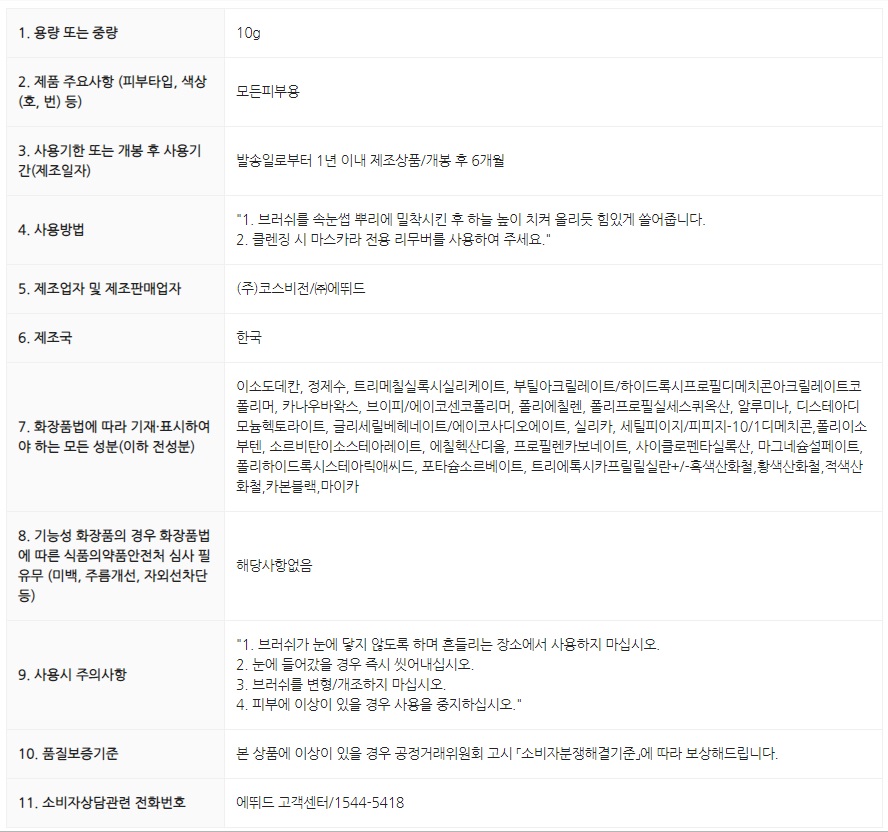 1. 용량 또는 중량
10g
2. 제품 주요사항 (피부타입, 색상
(호, 번) 등)
모든피부용
3. 사용기한 또는 개봉 후 사용기
간(제조일자)
발송일로부터 1년 이내 제조상품/개봉 후 6개월
4. 사용방법
"1. 브러쉬를 속눈썹 뿌리에 밀착시킨 후 하늘 높이 치켜 올리듯 힘있게 쓸어줍니다.
2. 클렌징 시 마스카라 전용 리무버를 사용하여 주세요."
5. 제조업자 및 제조판매업자
(주)코스비전/㈜에뛰드
6. 제조국
한국
7. 화장품법에 따라 기재·표시하여
야 하는 모든 성분(이하 전성분)
이소도데칸, 정제수, 트리메칠실록시실리케이트, 부틸아크릴레이트/하이드록시프로필디메치콘아크릴레이트코
폴리머, 카나우바왁스, 브이피/에이코센코폴리머, 폴리에칠렌, 폴리프로필실세스퀴옥산, 알루미나, 디스테아디
모늄헥토라이트, 글리세릴베헤네이트/에이코사디오에이트, 실리카, 세틸피이지/피피지-10/1디메치콘,폴리이소
부텐, 소르비탄이소스테아레이트, 에칠헥산디올, 프로필렌카보네이트, 사이클로펜타실록산, 마그네슘설페이트,
폴리하이드록시스테아릭애씨드, 포타슘소르베이트, 트리에톡시카프릴릴실란+/-흑색산화철,황색산화철,적색산
화철,카본블랙,마이카
8. 기능성 화장품의 경우 화장품법
에 따른 식품의약품안전처 심사 필
유무 (미백, 주름개선, 자외선차단
등)
해당사항없음
9. 사용시 주의사항
"1. 브러쉬가 눈에 닿지 않도록 하며 흔들리는 장소에서 사용하지 마십시오.
2. 눈에 들어갔을 경우 즉시 씻어내십시오.
3. 브러쉬를 변형/개조하지 마십시오.
4. 피부에 이상이 있을 경우 사용을 중지하십시오."
10. 품질보증기준
본 상품에 이상이 있을 경우 공정거래위원회 고시 「소비자분쟁해결기준」에 따라 보상해드립니다.
11. 소비자상담관련 전화번호
에뛰드 고객센터/1544-5418